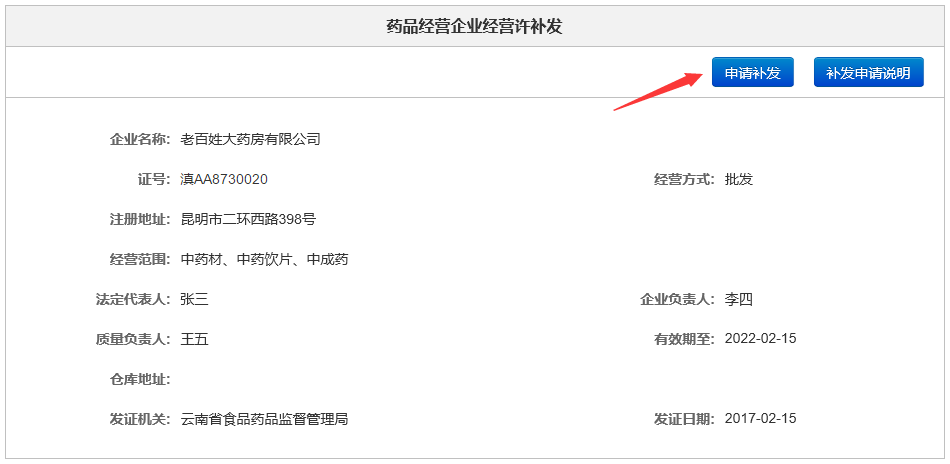 药品经营企业经营许补发
申请补发 补发申请说明
企业名称: 老百姓大药房有限公司
证号: 滇AA8730020 经营方式: 批发
注册地址: 昆明市二环西路398号
经营范围: 中药材、中药饮片、中成药
法定代表人: 张三 企业负责人: 李四
质量负责人: 王五 有效期至: 2022-02-15
仓库地址:
发证机关: 云南省食品药品监督管理局 发证日期: 2017-02-15